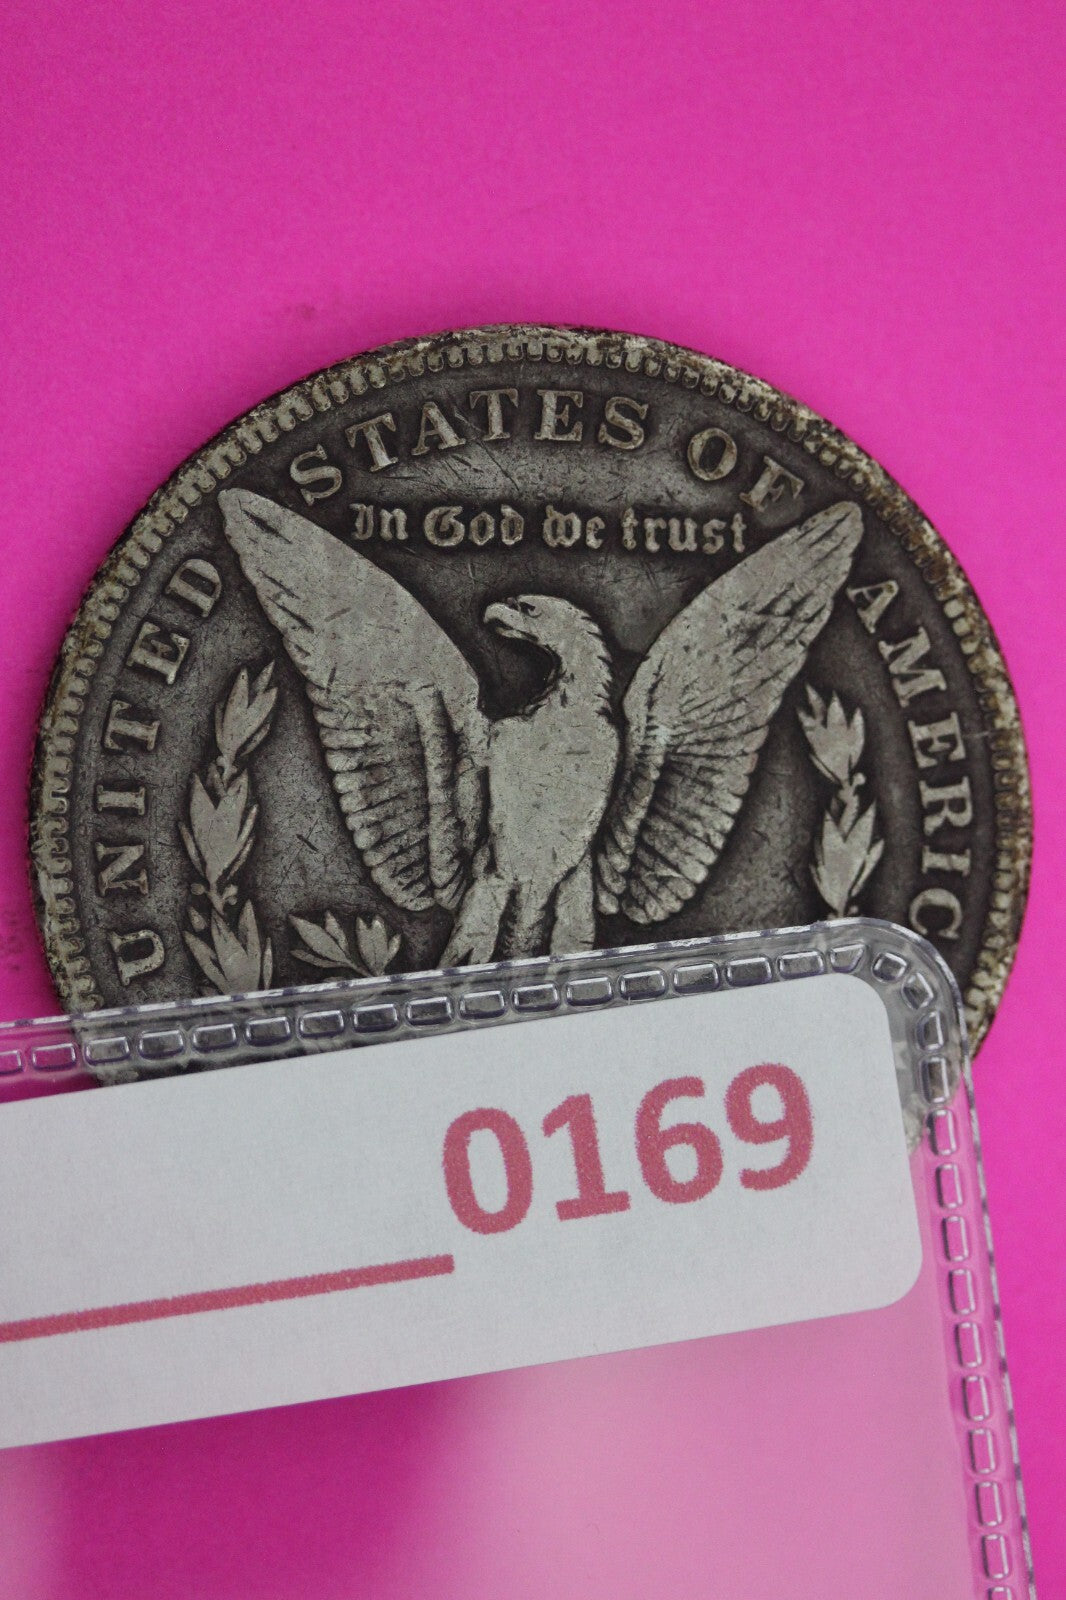 UNITED STATES OF AMERIC
In God we trust
0169